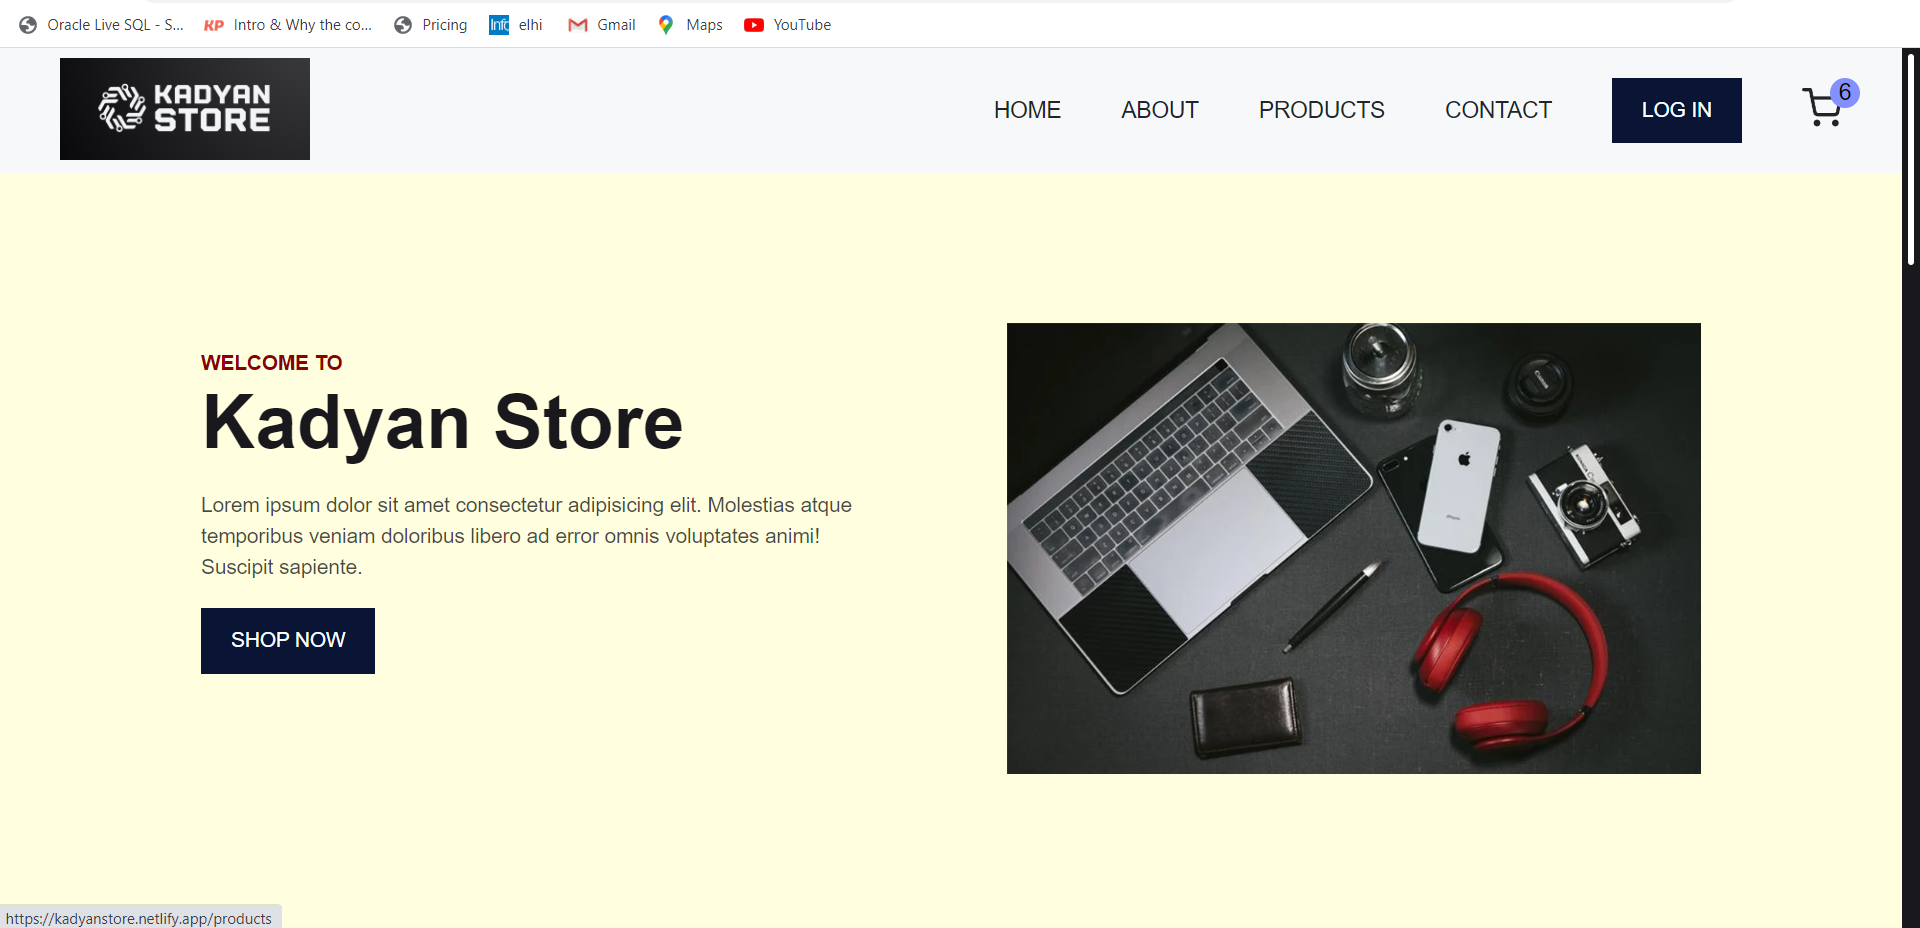 Oracle Live SQL - S...
KP Intro & Why the co...
Pricing
Info elhi
Gmail
Maps
YouTube
KADYAN
STORE
HOME ABOUT PRODUCTS CONTACT LOG IN 6
WELCOME TO
Kadyan Store
Lorem ipsum dolor sit amet consectetur adipisicing elit. Molestias atque
temporibus veniam doloribus libero ad error omnis voluptates animi!
Suscipit sapiente.
SHOP NOW
Canon
iPhone
https://kadyanstore.netlify.app/products